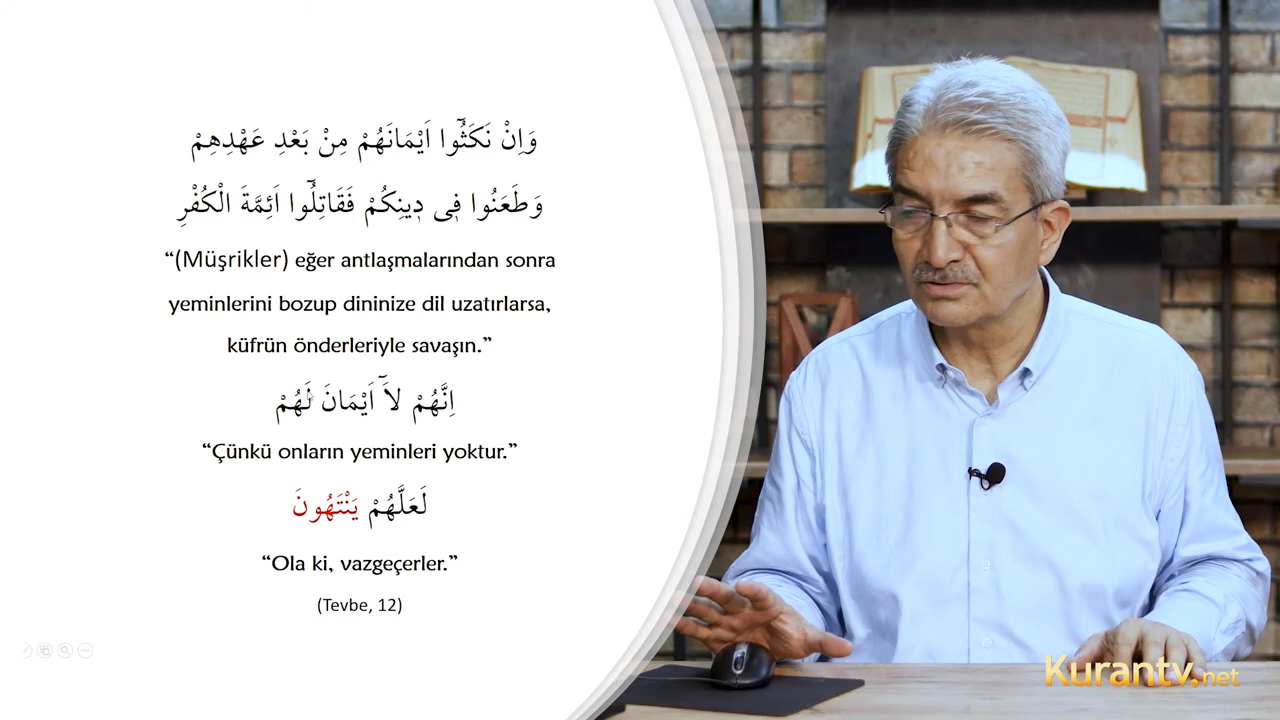 وَاِنْ نَكَثُٓوا اَيْمَانَهُمْ مِنْ بَعْدِ عَهْدِهِمْ
وَطَعَنُوا ف۪ى د۪ينِكُمْ فَقَاتِلُٓوا اَئِمَّةَ الْكُفْرِ
“(Müşrikler) eğer antlaşmalarından sonra
yeminlerini bozup dininize dil uzatırlarsa,
küfrün önderleriyle savaşın.”
اِنَّهُمْ لَٓا اَيْمَانَ لَهُمْ
“Çünkü onların yeminleri yoktur.”
لَعَلَّهُمْ يَنْتَهُونَ
“Ola ki, vazgeçerler.”
(Tevbe, 12)
Kurantv.net